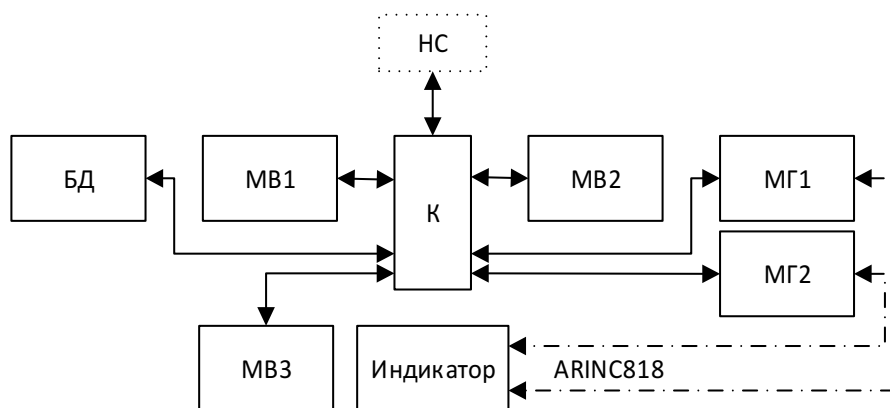 НС
БД
МВ1
К
МВ2
МГ1
МГ2
МВ3
Индикатор
ARINC818